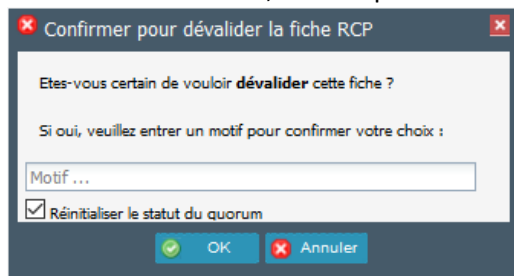 Confirmer pour dévalider la fiche RCP
Etes-vous certain de vouloir dévalider cette fiche ?
Si oui, veuillez entrer un motif pour confirmer votre choix :
Motif ...
Réinitialiser le statut du quorum
OK Annuler